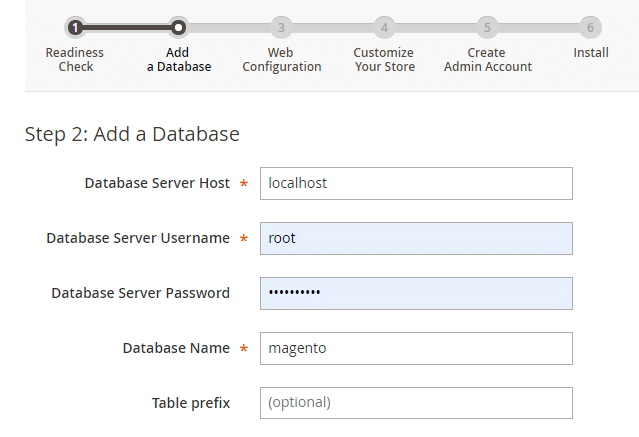 1 3 4 5 6
Readiness Check
Add a Database
Web Configuration
Customize Your Store
Create Admin Account
Install
Step 2: Add a Database
Database Server Host * localhost
Database Server Username * root
Database Server Password ••••••••••
Database Name * magento
Table prefix (optional)